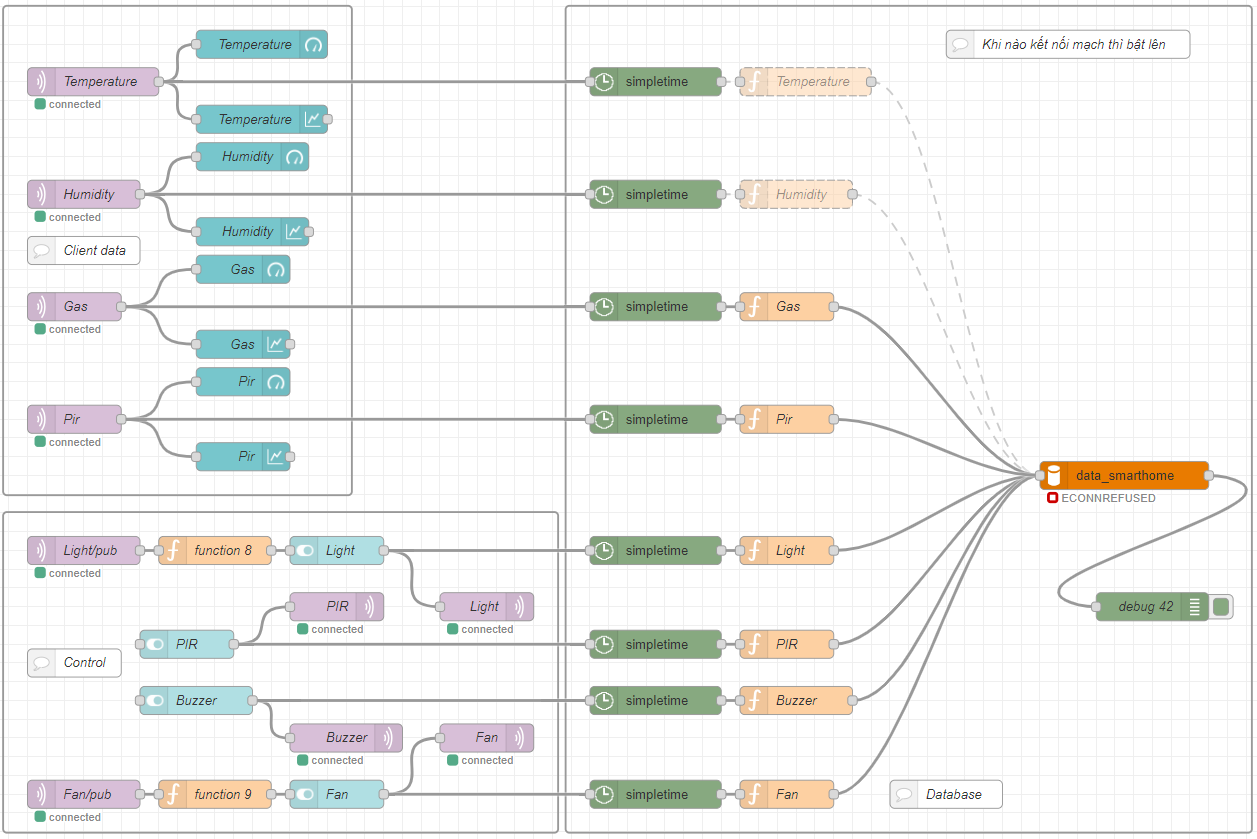 Temperature
Khi nào kết nối mạch thì bật lên
Temperature
simpletime
Temperature
connected
Temperature
Humidity
Humidity
simpletime
Humidity
connected
Humidity
Client data
Gas
Gas
simpletime
Gas
connected
Gas
Pir
Pir
simpletime
Pir
connected
Pir
data_smarthome
ECONNREFUSED
Light/pub
function 8
Light
simpletime
Light
connected
PIR
Light
debug 42
connected
connected
PIR
simpletime
PIR
Control
Buzzer
simpletime
Buzzer
Buzzer
Fan
connected
connected
Fan/pub
function 9
Fan
simpletime
Fan
Database
connected